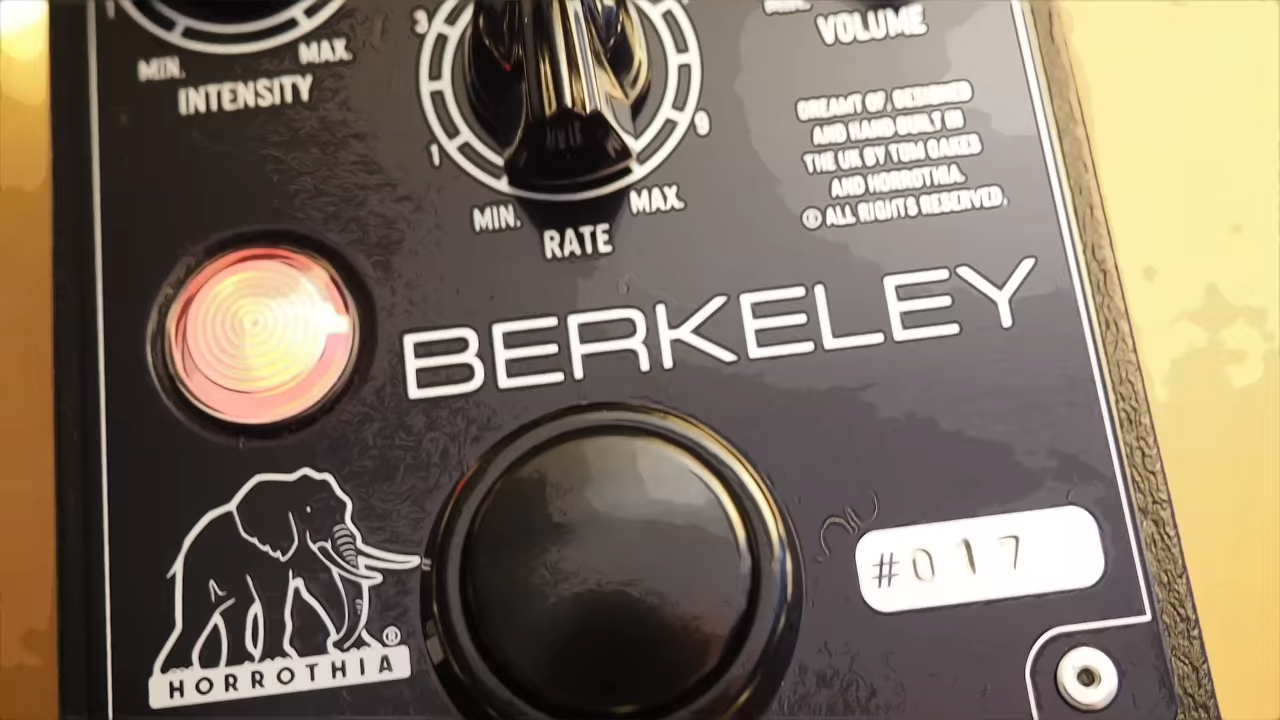 1
MIN.
MAX.
INTENSITY
3
1
9
MIN.
MAX.
RATE
VOLUME
DREAMT OF, DESIGNED
AND HAND BUILT IN
THE UK BY TOM OAKES
AND HORROTHIA.
© ALL RIGHTS RESERVED.
BERKELEY
#017
®
HORROTHIA